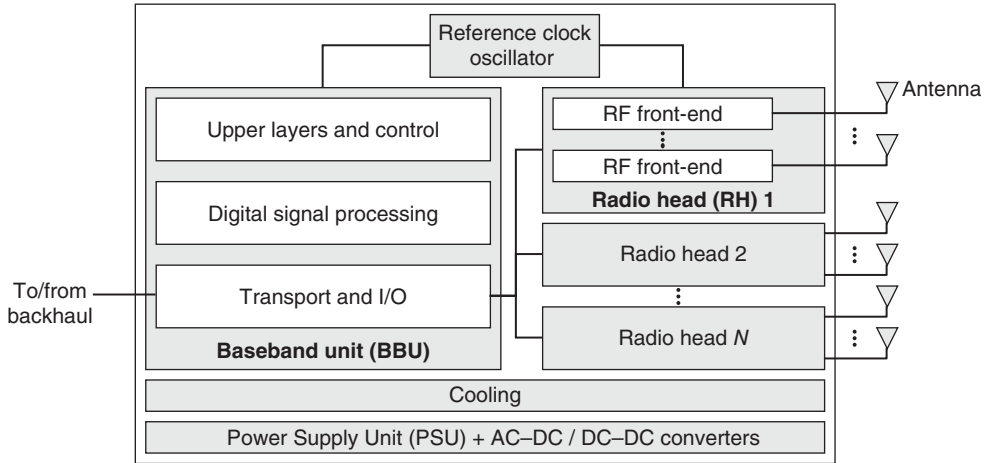 Reference clock
oscillator
Antenna
Upper layers and control
Digital signal processing
To/from
backhaul
Transport and I/O
Baseband unit (BBU)
RF front-end
RF front-end
Radio head (RH) 1
Radio head 2
Radio head N
Cooling
Power Supply Unit (PSU) + AC–DC / DC–DC converters